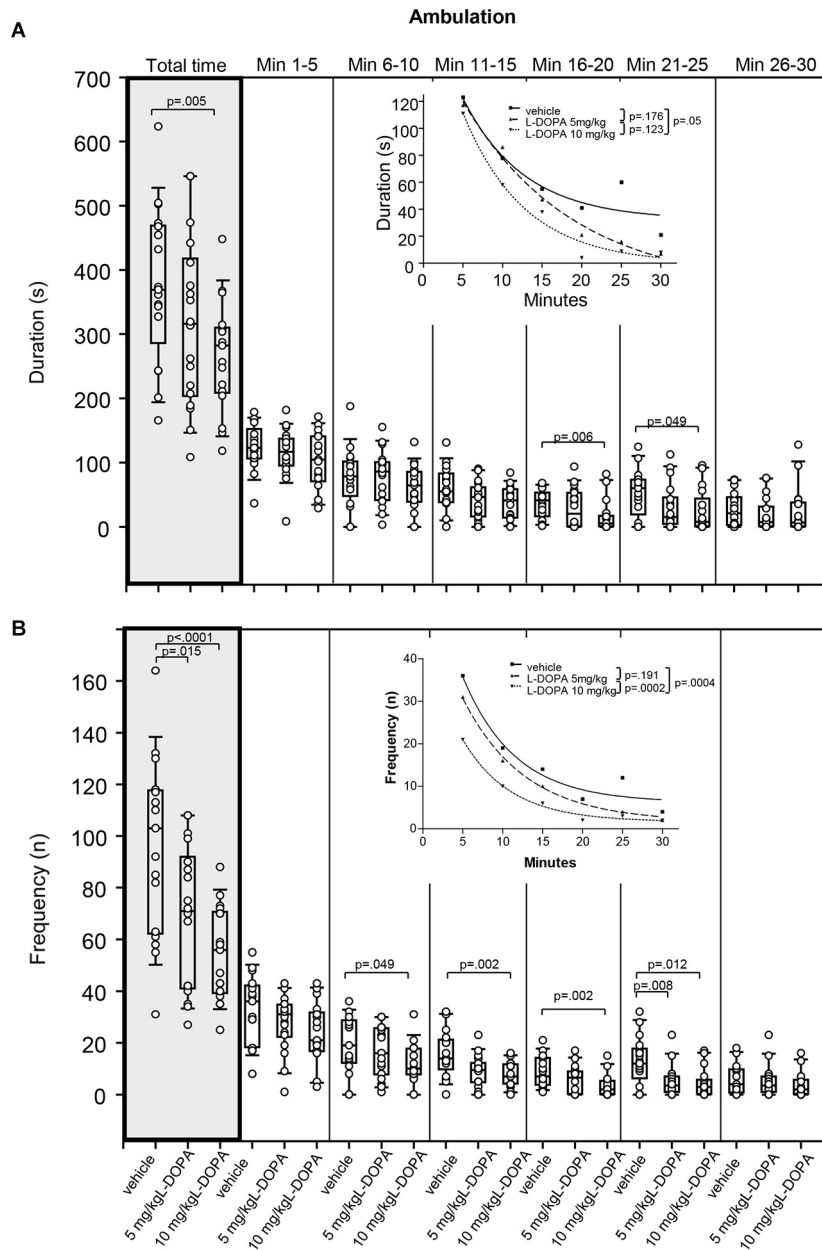 Ambulation
A
Total time Min 1-5 Min 6-10 Min 11-15 Min 16-20 Min 21-25 Min 26-30
700
600
500
400
300
200
100
0
Duration (s)
p=.005
p=.006
p=.049
120
100
80
60
40
20
0
Duration (s)
0 5 10 15 20 25 30
Minutes
vehicle
L-DOPA 5mg/kg
L-DOPA 10 mg/kg
p=.176
p=.123
p=.05
B
160
140
120
100
80
60
40
20
0
Frequency (n)
p<.0001
p=.015
p=.049
p=.002
p=.002
p=.012
p=.008
40
30
20
10
0
Frequency (n)
0 5 10 15 20 25 30
Minutes
vehicle
L-DOPA 5mg/kg
L-DOPA 10 mg/kg
p=.191
p=.0002
p=.0004
vehicle
5 mg/kgL-DOPA
10 mg/kgL-DOPA
vehicle
5 mg/kgL-DOPA
10 mg/kgL-DOPA
vehicle
5 mg/kgL-DOPA
10 mg/kgL-DOPA
vehicle
5 mg/kgL-DOPA
10 mg/kgL-DOPA
vehicle
5 mg/kgL-DOPA
10 mg/kgL-DOPA
vehicle
5 mg/kgL-DOPA
10 mg/kgL-DOPA
vehicle
5 mg/kgL-DOPA
10 mg/kgL-DOPA